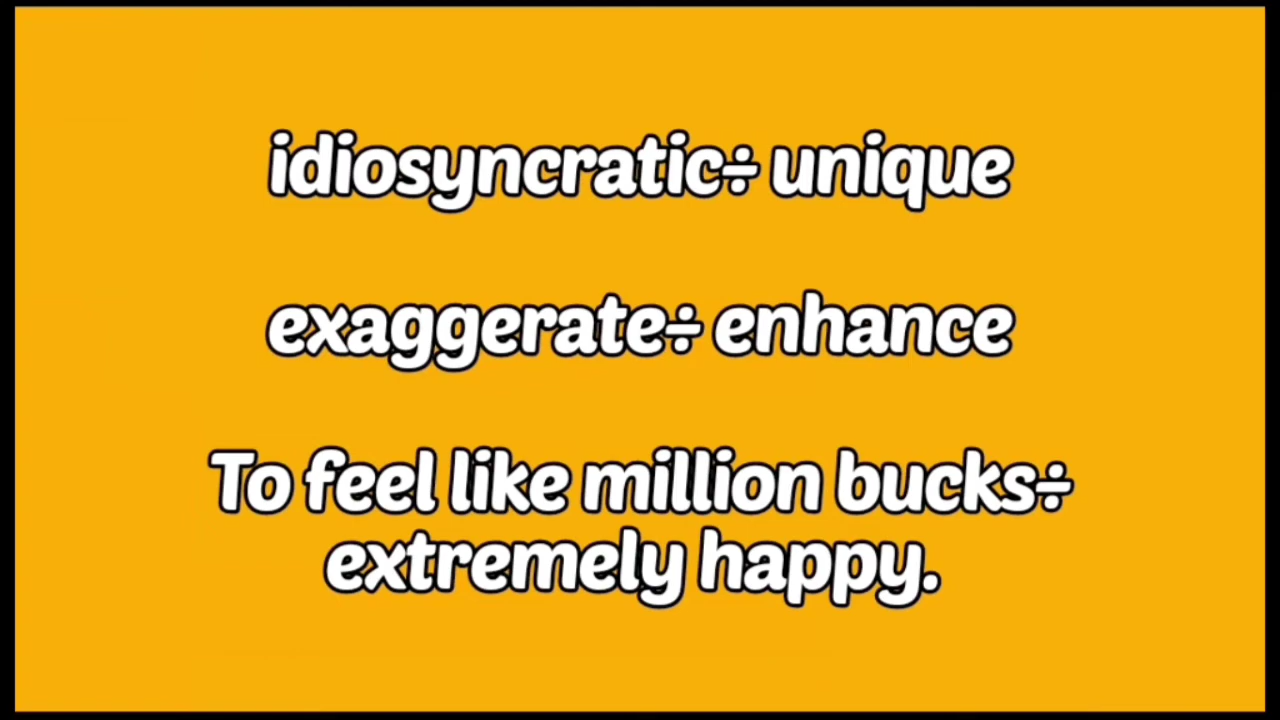 idiosyncratic÷ unique
exaggerate÷ enhance
To feel like million bucks÷
extremely happy.